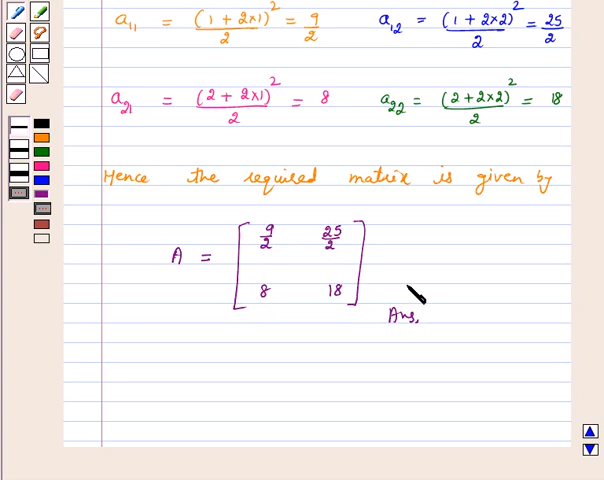 a₁₁ = (1 + 2×1)²/2 = 9/2 a₁₂ = (1 + 2×2)²/2 = 25/2
a₂₁ = (2 + 2×1)²/2 = 8 a₂₂ = (2 + 2×2)²/2 = 18
Hence the required matrix is given by
A = [ 9/2 25/2
8 18 ]
Ans.